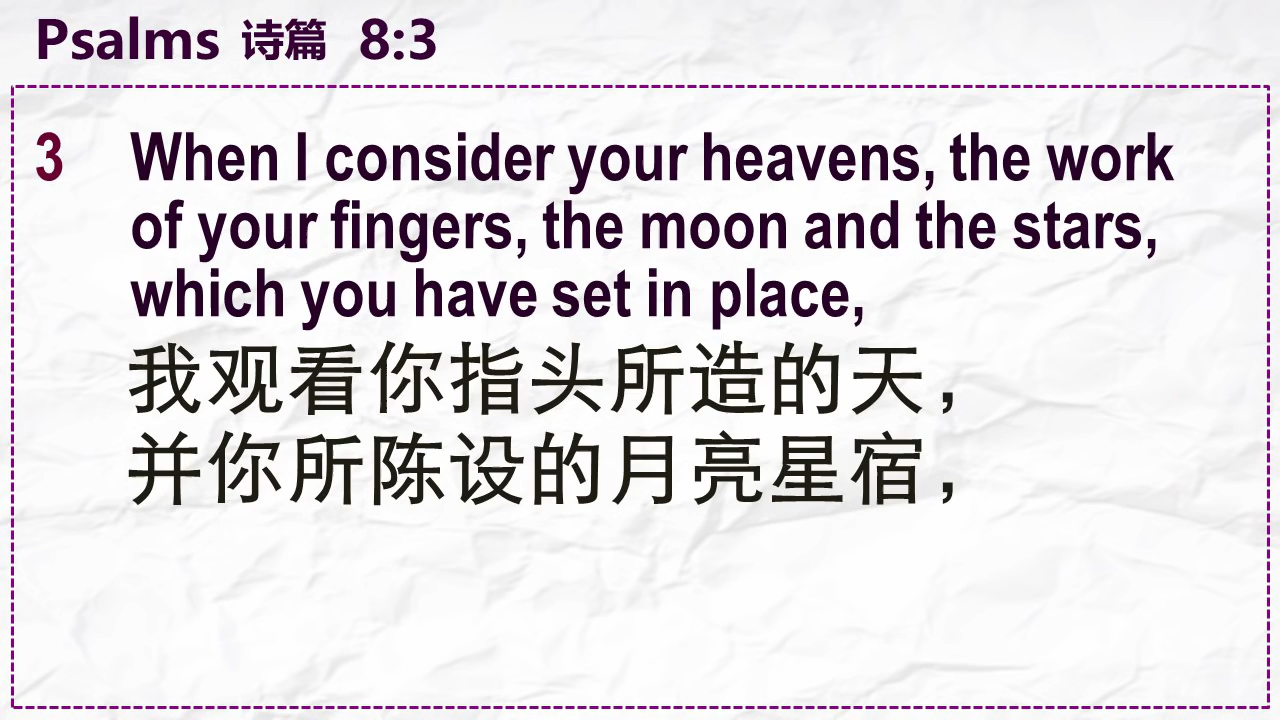 Psalms 诗篇 8:3
3 When I consider your heavens, the work
of your fingers, the moon and the stars,
which you have set in place,
我观看你指头所造的天，
并你所陈设的月亮星宿，